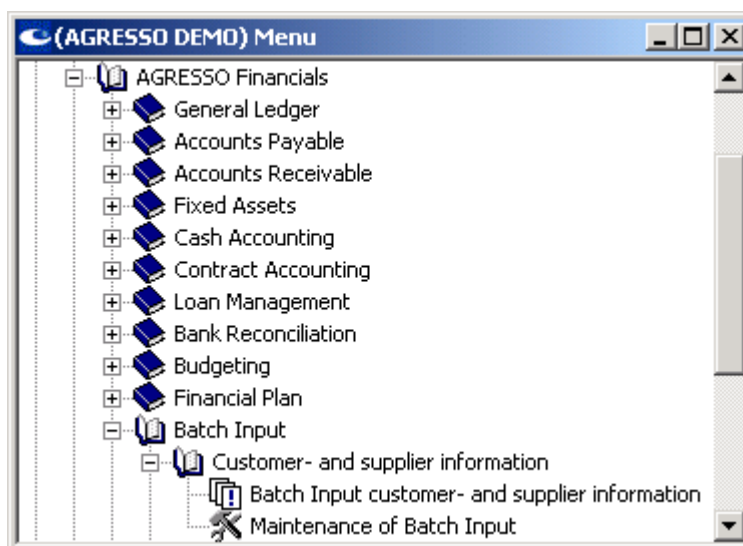 (AGRESSO DEMO) Menu
AGRESSO Financials
General Ledger
Accounts Payable
Accounts Receivable
Fixed Assets
Cash Accounting
Contract Accounting
Loan Management
Bank Reconciliation
Budgeting
Financial Plan
Batch Input
Customer- and supplier information
Batch Input customer- and supplier information
Maintenance of Batch Input